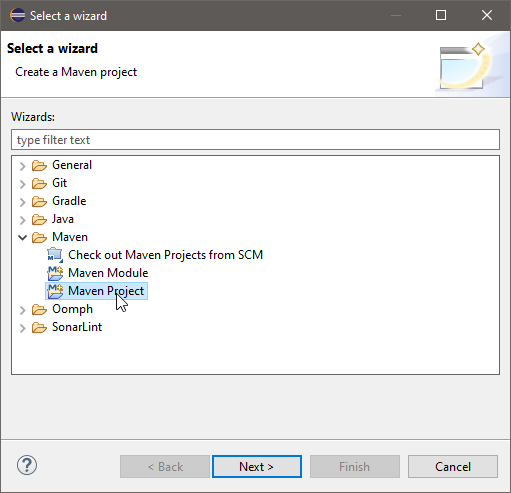 Select a wizard
Select a wizard
Create a Maven project
Wizards:
type filter text
General
Git
Gradle
Java
Maven
Check out Maven Projects from SCM
Maven Module
Maven Project
Oomph
SonarLint
? < Back Next > Finish Cancel